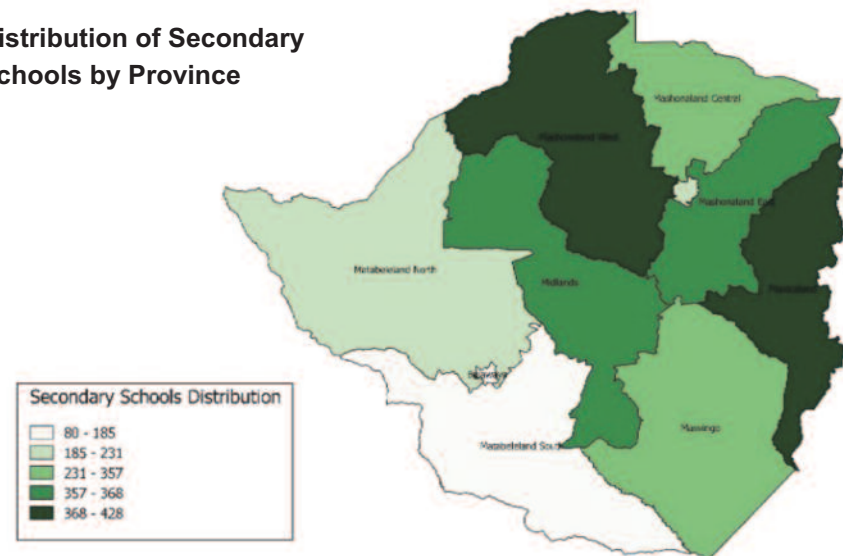 istribution of Secondary
chools by Province
Mashonaland Central
Mashonaland West
Mashonaland East
Manicaland
Matabeleland North
Midlands
Bulawayo
Masvingo
Matabeleland South
Secondary Schools Distribution
80 - 185
185 - 231
231 - 357
357 - 368
368 - 428